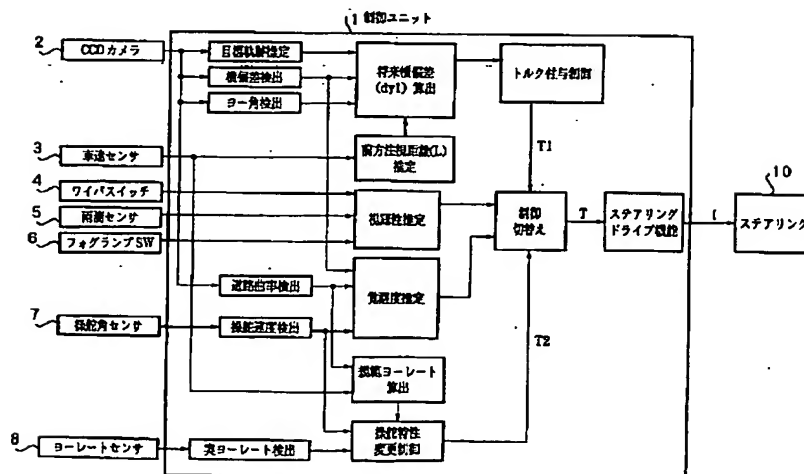 1 制御ユニット
2
CCDカメラ
目標軌跡推定
横偏差検出
ヨー角検出
将来横偏差
(dyl) 算出
トルク付与制御
3
車速センサ
前方注視距離(L)
推定
T1
4
ワイパスイッチ
5
雨滴センサ
6
フォグランプSW
視認性推定
制御
切替え
T
ステアリング
ドライブ機能
I
10
ステアリング
道路曲率検出
覚醒度推定
7
操舵角センサ
操舵速度検出
T2
規範ヨーレート
算出
8
ヨーレートセンサ
実ヨーレート検出
操舵特性
変更制御